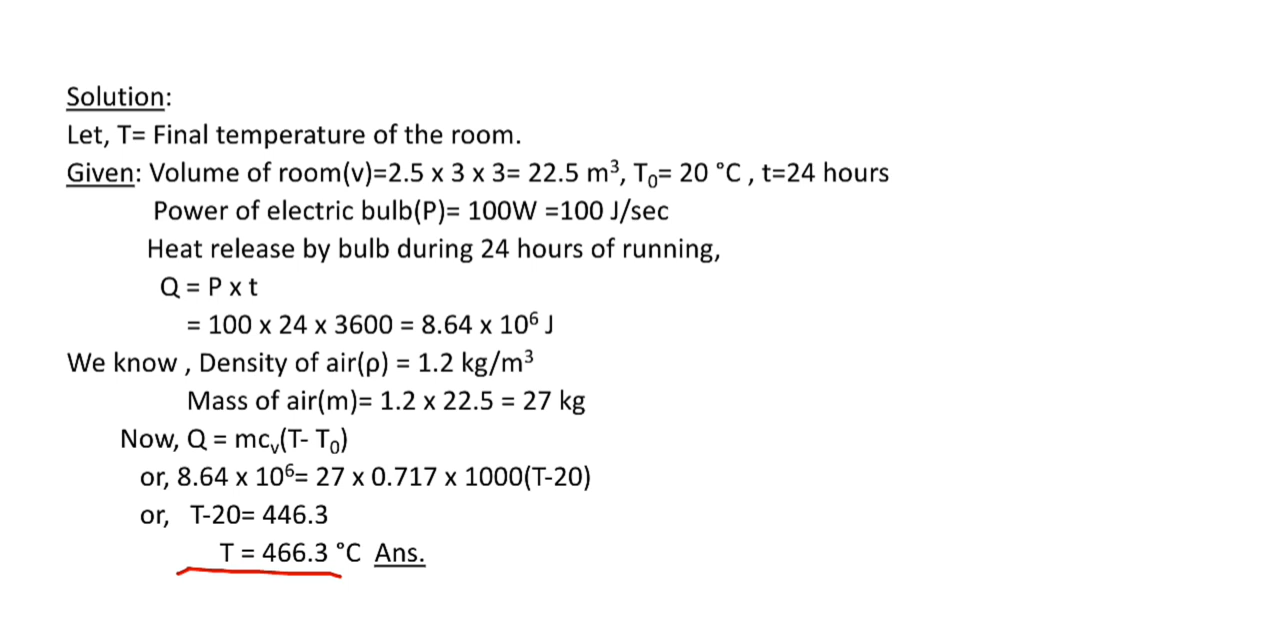 Solution:
Let, T= Final temperature of the room.
Given: Volume of room(v)=2.5 x 3 x 3= 22.5 m³, T₀= 20 °C , t=24 hours
Power of electric bulb(P)= 100W =100 J/sec
Heat release by bulb during 24 hours of running,
Q = P x t
= 100 x 24 x 3600 = 8.64 x 10⁶ J
We know , Density of air(ρ) = 1.2 kg/m³
Mass of air(m)= 1.2 x 22.5 = 27 kg
Now, Q = mcᵥ(T- T₀)
or, 8.64 x 10⁶= 27 x 0.717 x 1000(T-20)
or, T-20= 446.3
T = 466.3 °C Ans.